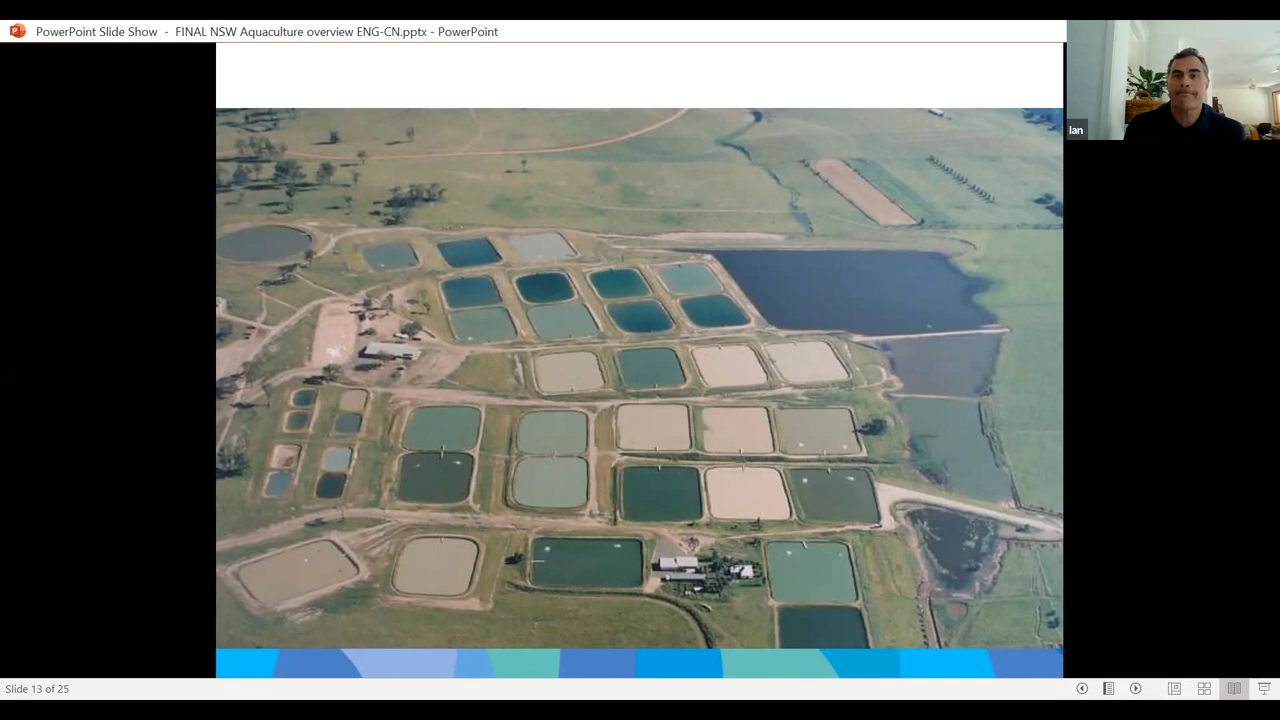 PowerPoint Slide Show - FINAL NSW Aquaculture overview ENG-CN.pptx - PowerPoint
Ian
Slide 13 of 25